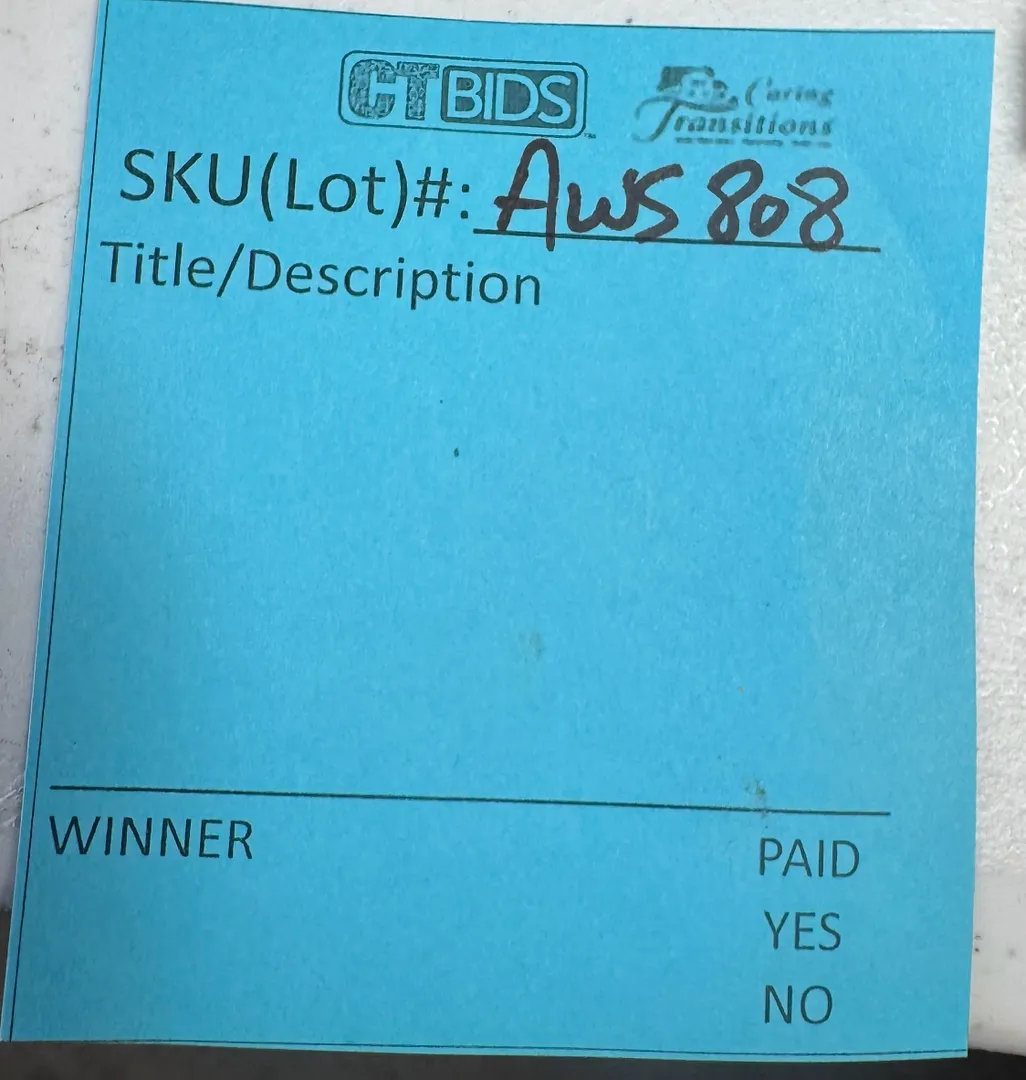 CT BIDS Caring
Transitions
SKU(Lot)#: AWS 808
Title/Description
WINNER PAID
YES
NO